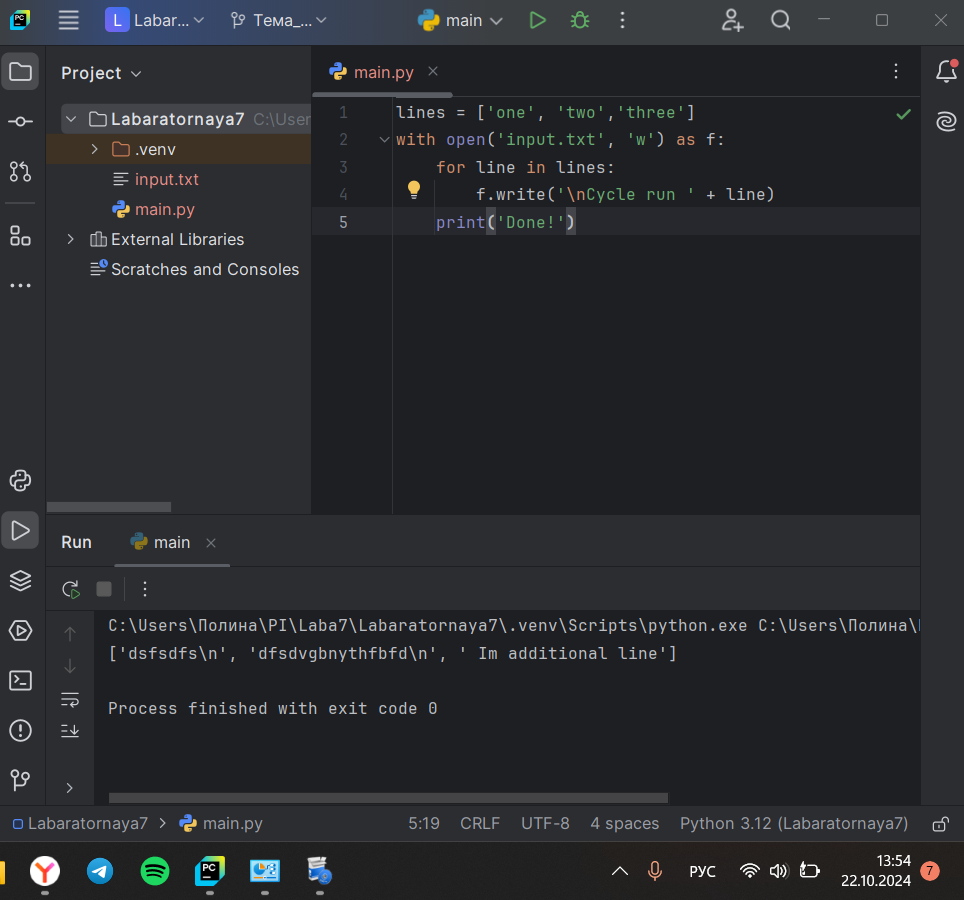 PC L Labar... Тема_... main
Project
main.py
Labaratornaya7 C:\User
.venv
input.txt
main.py
External Libraries
Scratches and Consoles
1 lines = ['one', 'two','three']
2 with open('input.txt', 'w') as f:
3 for line in lines:
4 f.write('\nCycle run ' + line)
5 print('Done!')
Run main
C:\Users\Полина\PI\Laba7\Labaratornaya7\.venv\Scripts\python.exe C:\Users\Полина\
['dsfsdfs\n', 'dfsdvgbnythfbfd\n', ' Im additional line']
Process finished with exit code 0
Labaratornaya7 > main.py 5:19 CRLF UTF-8 4 spaces Python 3.12 (Labaratornaya7)
PC РУС 13:54 7
22.10.2024